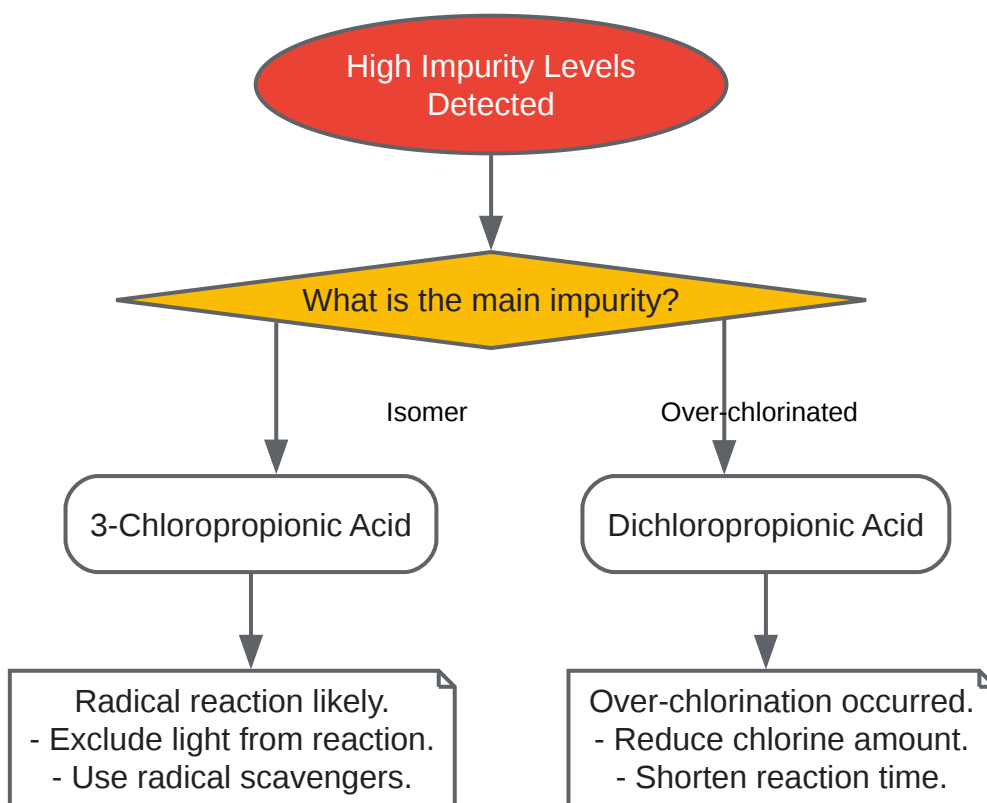 High Impurity Levels
Detected
What is the main impurity?
Isomer
Over-chlorinated
3-Chloropropionic Acid
Dichloropropionic Acid
Radical reaction likely.
- Exclude light from reaction.
- Use radical scavengers.
Over-chlorination occurred.
- Reduce chlorine amount.
- Shorten reaction time.